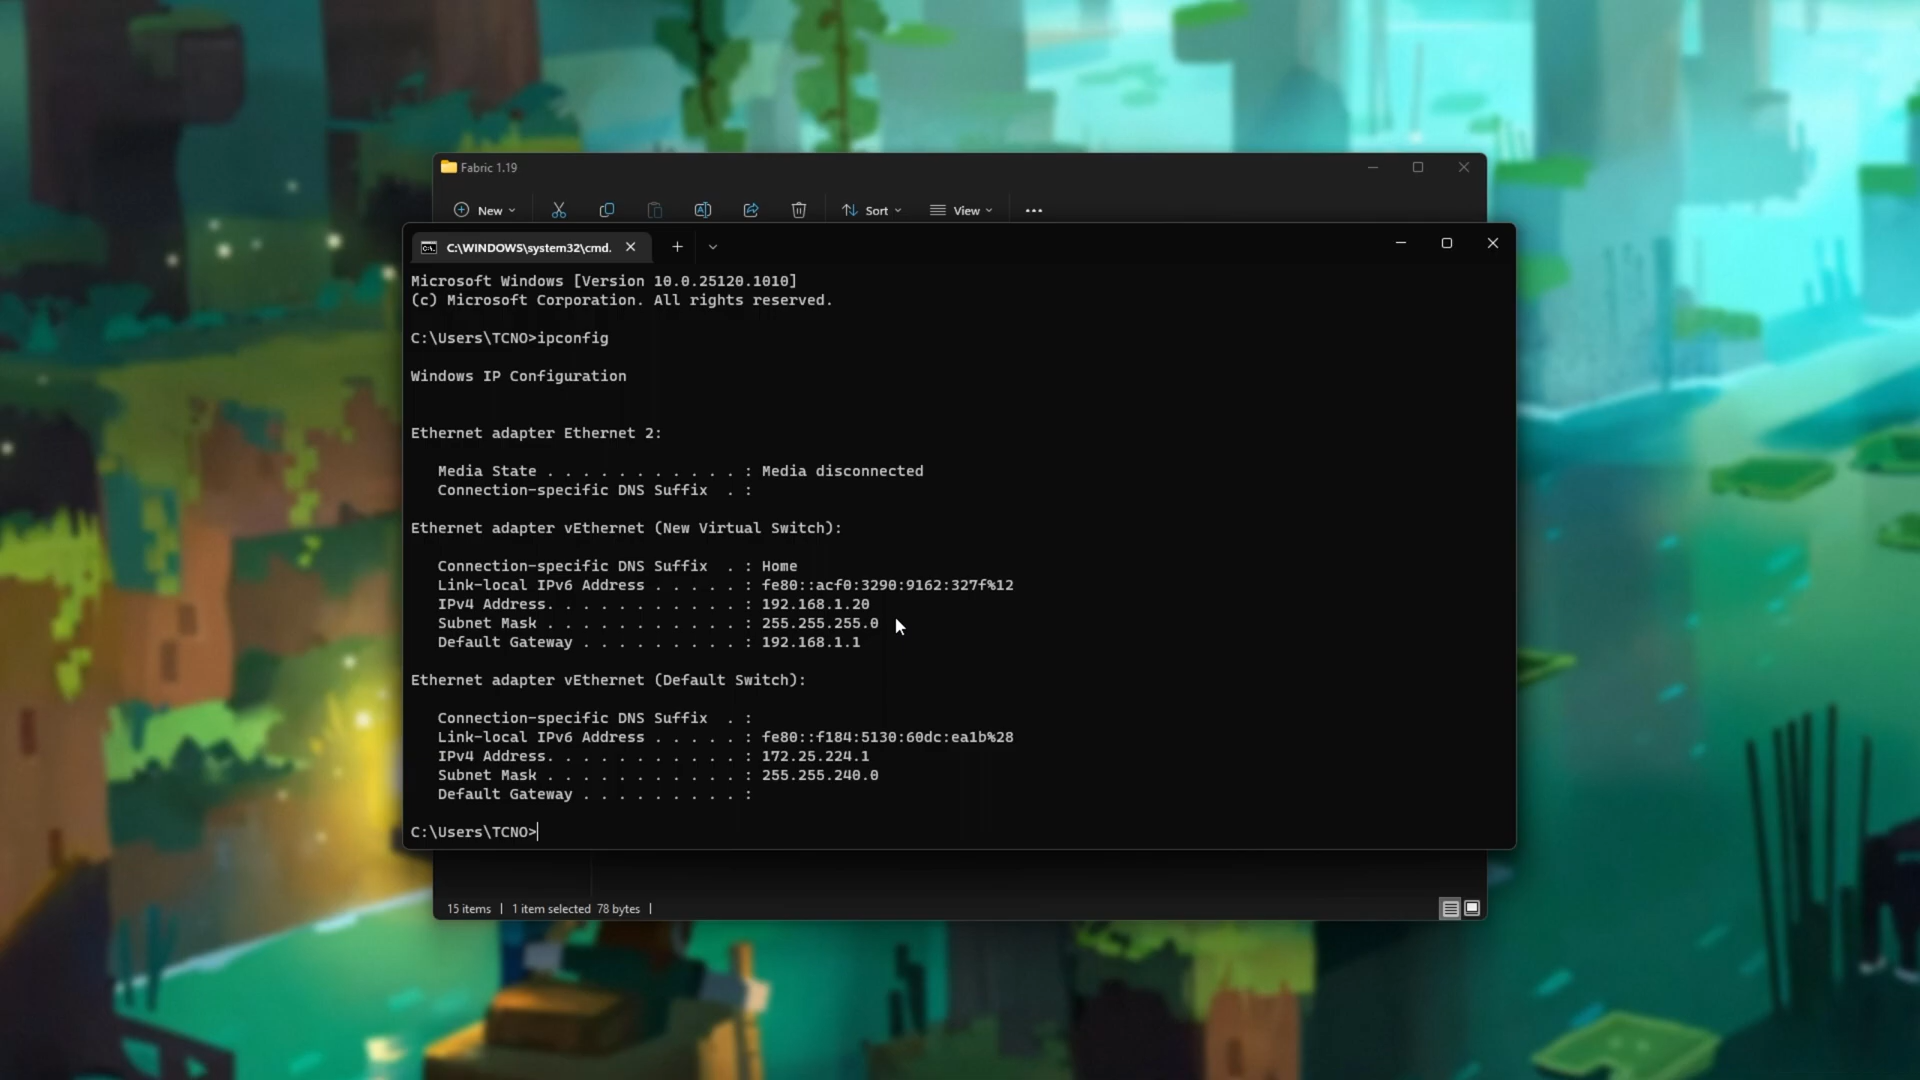 Fabric 1.19
New
Sort
View
C:\WINDOWS\system32\cmd.
Microsoft Windows [Version 10.0.25120.1010]
(c) Microsoft Corporation. All rights reserved.
C:\Users\TCNO>ipconfig
Windows IP Configuration
Ethernet adapter Ethernet 2:
Media State . . . . . . . . . . . : Media disconnected
Connection-specific DNS Suffix  . :
Ethernet adapter vEthernet (New Virtual Switch):
Connection-specific DNS Suffix  . : Home
Link-local IPv6 Address . . . . . : fe80::acf0:3290:9162:327f%12
IPv4 Address. . . . . . . . . . . : 192.168.1.20
Subnet Mask . . . . . . . . . . . : 255.255.255.0
Default Gateway . . . . . . . . . : 192.168.1.1
Ethernet adapter vEthernet (Default Switch):
Connection-specific DNS Suffix  . :
Link-local IPv6 Address . . . . . : fe80::f184:5130:60dc:ea1b%28
IPv4 Address. . . . . . . . . . . : 172.25.224.1
Subnet Mask . . . . . . . . . . . : 255.255.240.0
Default Gateway . . . . . . . . . :
C:\Users\TCNO>
15 items | 1 item selected 78 bytes |